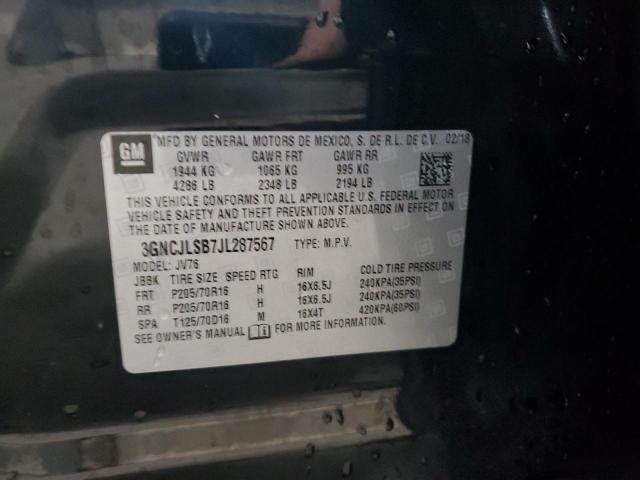 GM
MFD BY GENERAL MOTORS DE MEXICO, S. DE R.L. DE C.V. 02/18
GVWR GAWR FRT GAWR RR
1944 KG 1065 KG 995 KG
4286 LB 2348 LB 2194 LB
THIS VEHICLE CONFORMS TO ALL APPLICABLE U.S. FEDERAL MOTOR
VEHICLE SAFETY AND THEFT PREVENTION STANDARDS IN EFFECT ON
THE DATE OF MANUFACTURE SHOWN ABOVE.
3GNCJLSB7JL287567 TYPE: M.P.V.
MODEL: JV76
JBBK TIRE SIZE SPEED RTG RIM COLD TIRE PRESSURE
FRT P205/70R16 H 16X6.5J 240KPA(35PSI)
RR P205/70R16 H 16X6.5J 240KPA(35PSI)
SPA T125/70D16 M 16X4T 420KPA(60PSI)
SEE OWNER'S MANUAL FOR MORE INFORMATION.